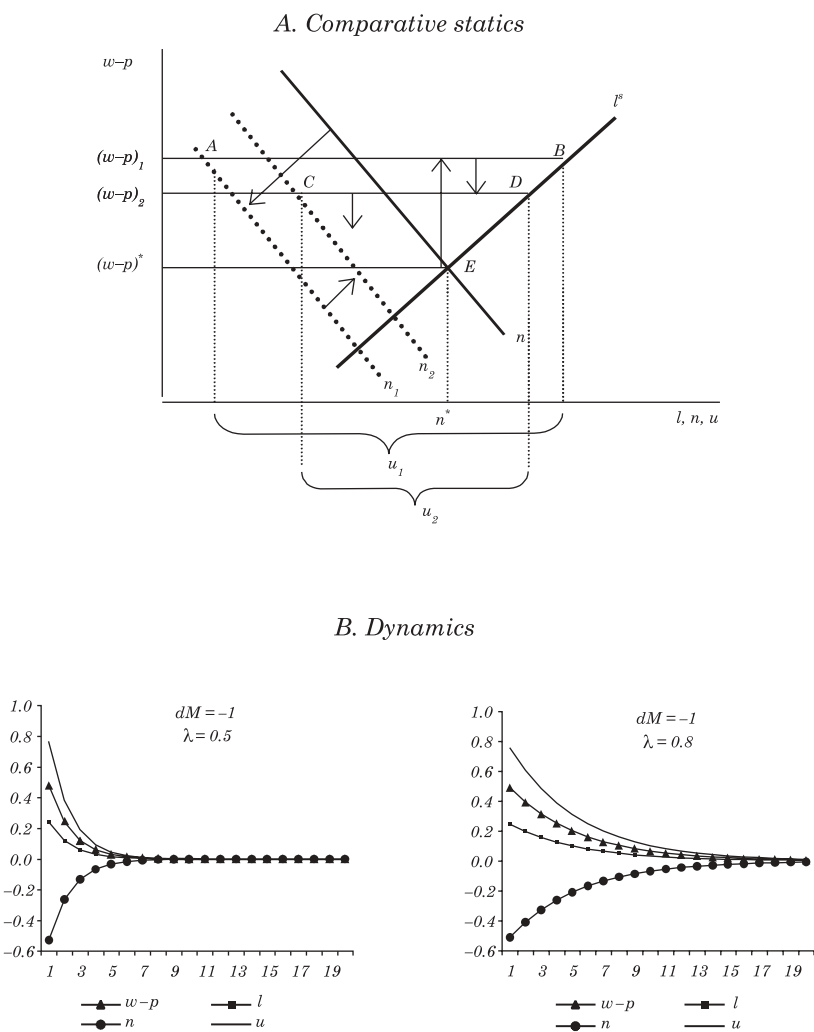 A. Comparative statics
w–p
lˢ
(w–p)₁
A
B
(w–p)₂
C
D
(w–p)*
E
n
n₂
n₁
n*
l, n, u
u₁
u₂
B. Dynamics
1.0
0.8
0.6
0.4
0.2
0.0
–0.2
–0.4
–0.6
dM = –1
λ = 0.5
1 3 5 7 9 11 13 15 17 19
w–p
l
n
u
1.0
0.8
0.6
0.4
0.2
0.0
–0.2
–0.4
–0.6
dM = –1
λ = 0.8
1 3 5 7 9 11 13 15 17 19
w–p
l
n
u